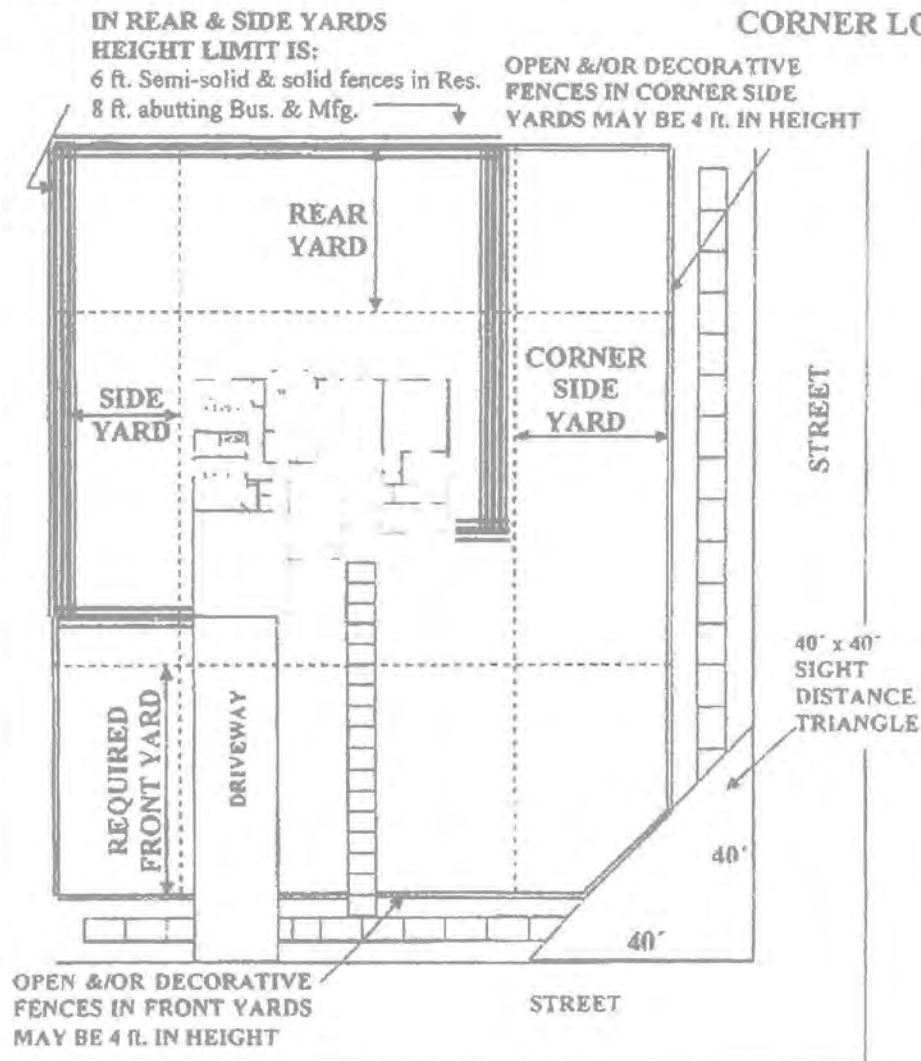 IN REAR & SIDE YARDS
HEIGHT LIMIT IS:
6 ft. Semi-solid & solid fences in Res.
8 ft. abutting Bus. & Mfg.
CORNER LO
OPEN &/OR DECORATIVE
FENCES IN CORNER SIDE
YARDS MAY BE 4 ft. IN HEIGHT
REAR
YARD
SIDE
YARD
CORNER
SIDE
YARD
STREET
40' x 40'
SIGHT
DISTANCE
TRIANGLE
REQUIRED
FRONT YARD
DRIVEWAY
40'
40'
OPEN &/OR DECORATIVE
FENCES IN FRONT YARDS
MAY BE 4 ft. IN HEIGHT
STREET